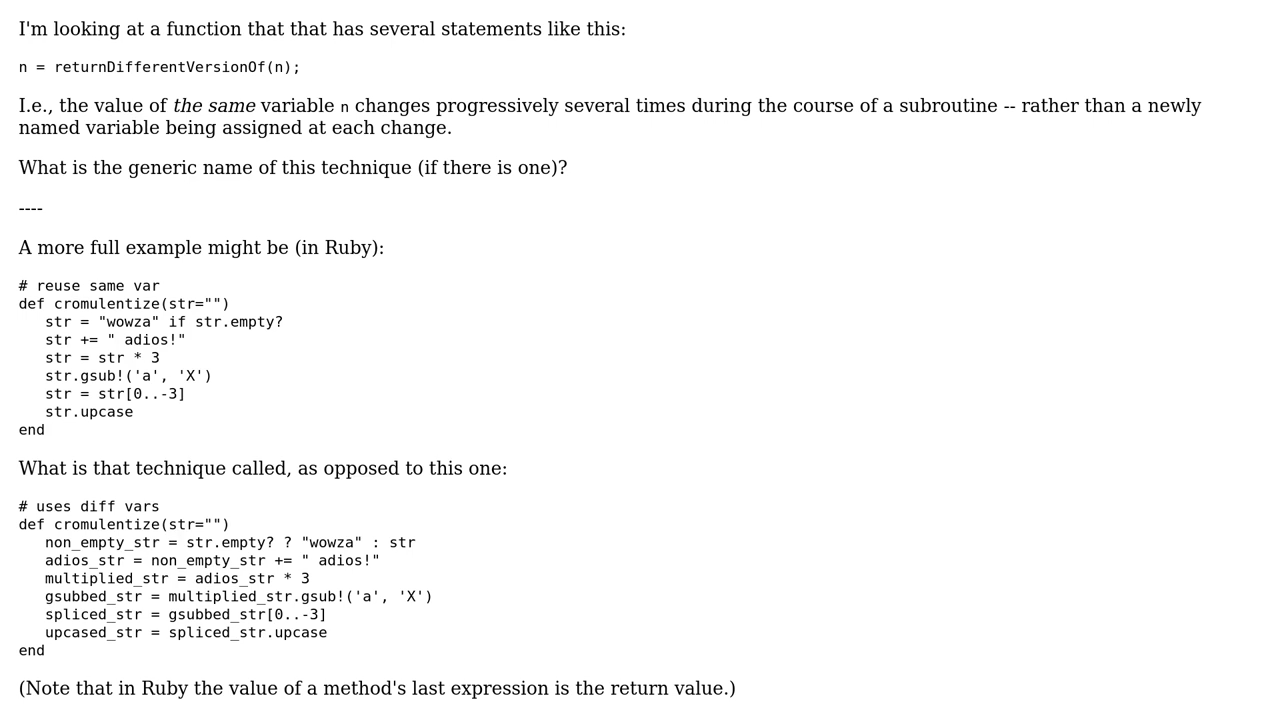 I'm looking at a function that that has several statements like this:
n = returnDifferentVersionOf(n);
I.e., the value of the same variable n changes progressively several times during the course of a subroutine -- rather than a newly
named variable being assigned at each change.
What is the generic name of this technique (if there is one)?
----
A more full example might be (in Ruby):
# reuse same var
def cromulentize(str="")
   str = "wowza" if str.empty?
   str += " adios!"
   str = str * 3
   str.gsub!('a', 'X')
   str = str[0..-3]
   str.upcase
end
What is that technique called, as opposed to this one:
# uses diff vars
def cromulentize(str="")
   non_empty_str = str.empty? ? "wowza" : str
   adios_str = non_empty_str += " adios!"
   multiplied_str = adios_str * 3
   gsubbed_str = multiplied_str.gsub!('a', 'X')
   spliced_str = gsubbed_str[0..-3]
   upcased_str = spliced_str.upcase
end
(Note that in Ruby the value of a method's last expression is the return value.)